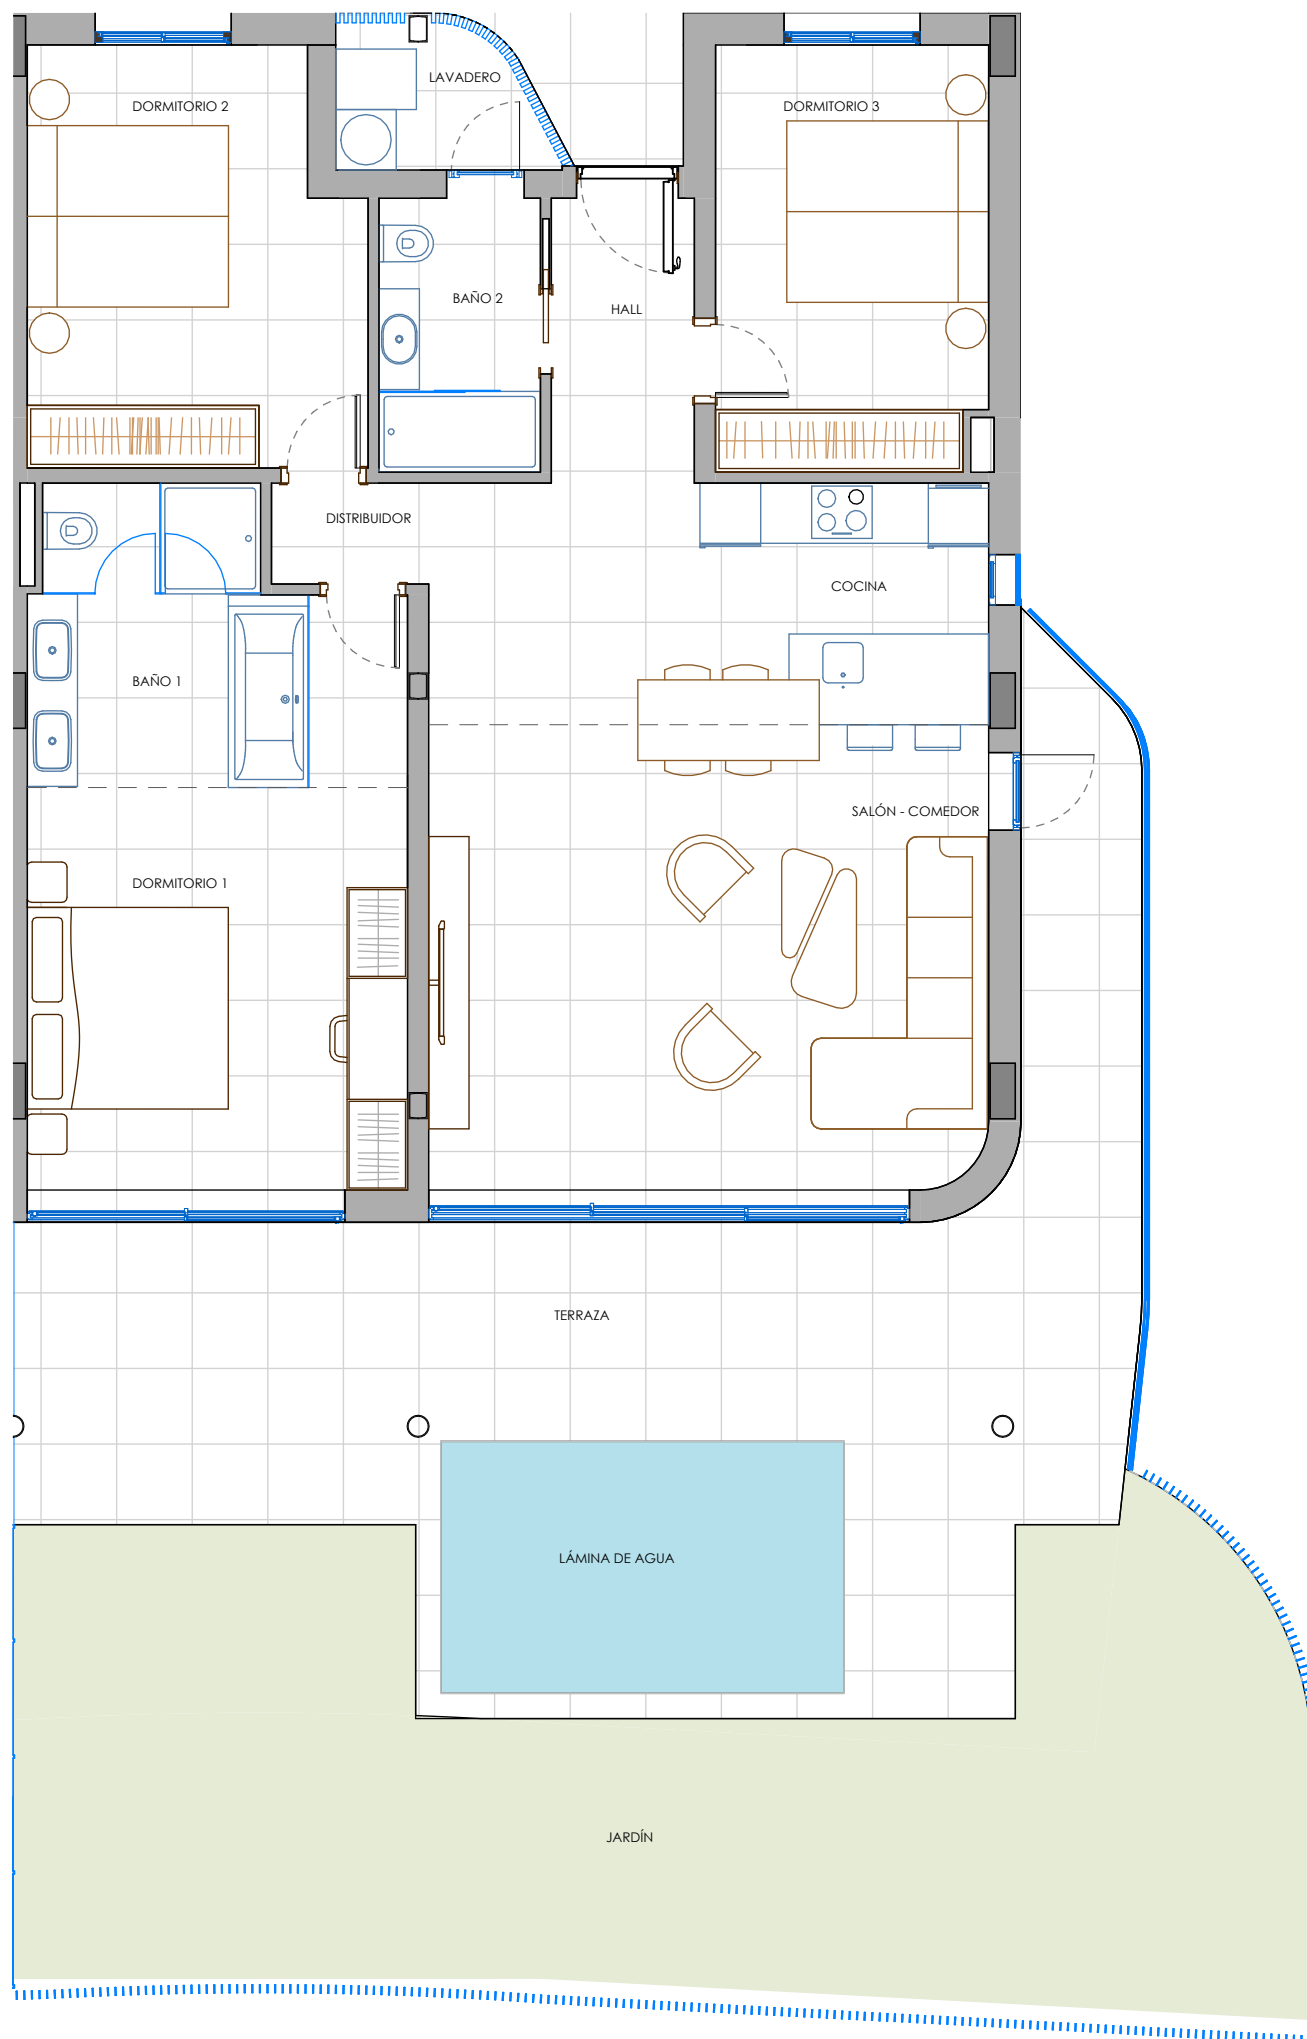 LAVADERO
DORMITORIO 2
DORMITORIO 3
BAÑO 2
HALL
DISTRIBUIDOR
COCINA
BAÑO 1
SALÓN - COMEDOR
DORMITORIO 1
TERRAZA
LÁMINA DE AGUA
JARDÍN